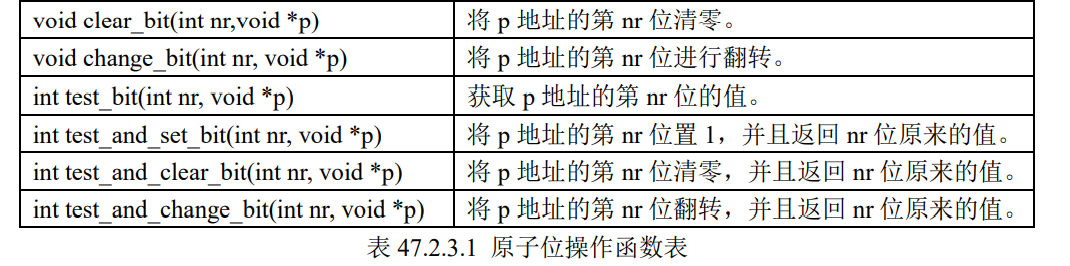 void clear_bit(int nr,void *p) 将 p 地址的第 nr 位清零。
void change_bit(int nr, void *p) 将 p 地址的第 nr 位进行翻转。
int test_bit(int nr, void *p) 获取 p 地址的第 nr 位的值。
int test_and_set_bit(int nr, void *p) 将 p 地址的第 nr 位置 1，并且返回 nr 位原来的值。
int test_and_clear_bit(int nr, void *p) 将 p 地址的第 nr 位清零，并且返回 nr 位原来的值。
int test_and_change_bit(int nr, void *p) 将 p 地址的第 nr 位翻转，并且返回 nr 位原来的值。
表 47.2.3.1 原子位操作函数表